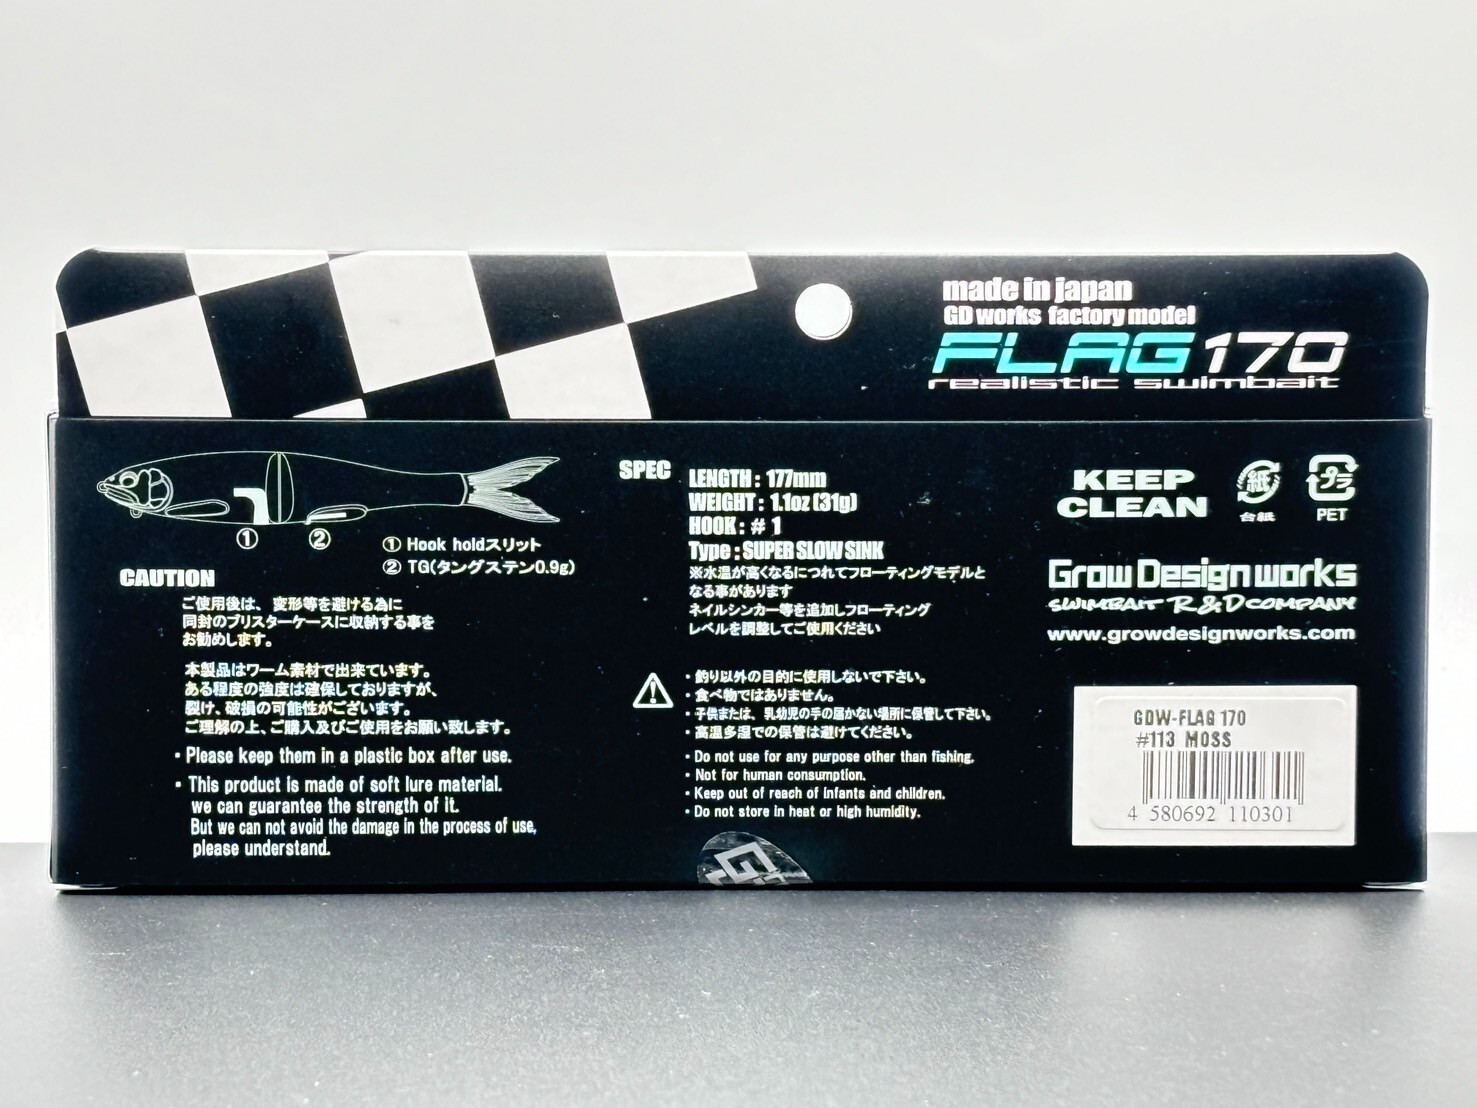 made in japan
GD works factory model
FLAG 170
realistic swimbait
① ②
① Hook holdスリット
② TG(タングステン0.9g)
CAUTION
ご使用後は、変形等を避ける為に
同封のブリスターケースに収納する事を
お勧めします。
本製品はワーム素材で出来ています。
ある程度の強度は確保しておりますが、
裂け、破損の可能性がございます。
ご理解の上、ご購入及びご使用をお願い致します。
・Please keep them in a plastic box after use.
・This product is made of soft lure material.
we can guarantee the strength of it.
But we can not avoid the damage in the process of use,
please understand.
SPEC
LENGTH : 177mm
WEIGHT : 1.1oz (31g)
HOOK : # 1
Type : SUPER SLOW SINK
※水温が高くなるにつれてフローティングモデルと
なる事があります
ネイルシンカー等を追加しフローティング
レベルを調整してご使用ください
・釣り以外の目的に使用しないで下さい。
・食べ物ではありません。
・子供または、乳幼児の手の届かない場所に保管して下さい。
・高温多湿での保管は避けてください。
・Do not use for any purpose other than fishing.
・Not for human consumption.
・Keep out of reach of infants and children.
・Do not store in heat or high humidity.
KEEP
CLEAN
紙
台紙
プラ
PET
Grow Design works
SWIMBAIT R&D COMPANY
www.growdesignworks.com
GDW-FLAG 170
#113 MOSS
4 580692 110301